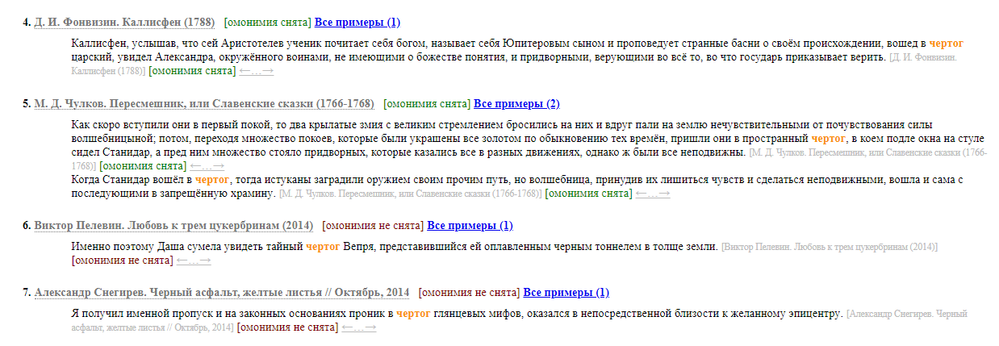 4. Д. И. Фонвизин. Каллисфен (1788) [омонимия снята] Все примеры (1)
Каллисфен, услышав, что сей Аристотелев ученик почитает себя богом, называет себя Юпитеровым сыном и проповедует странные басни о своём происхождении, вошед в чертог
царский, увидел Александра, окружённого воинами, не имеющими о божестве понятия, и придворными, верующими во всё то, во что государь приказывает верить. [Д. И. Фонвизин.
Каллисфен (1788)] [омонимия снята] ←…→
5. М. Д. Чулков. Пересмешник, или Славенские сказки (1766-1768) [омонимия снята] Все примеры (2)
Как скоро вступили они в первый покой, то два крылатые змия с великим стремлением бросились на них и вдруг пали на землю нечувствительными от почувствования силы
волшебницыной; потом, переходя множество покоев, которые были украшены все золотом по обыкновению тех времён, пришли они в пространный чертог, в коем подле окна на стуле
сидел Станидар, а пред ним множество стояло придворных, которые казались все в разных движениях, однако ж были все неподвижны. [М. Д. Чулков. Пересмешник, или Славенские сказки (1766-
1768)] [омонимия снята] ←…→
Когда Станидар вошёл в чертог, тогда истуканы заградили оружием своим прочим путь, но волшебница, принудив их лишиться чувств и сделаться неподвижными, вошла и сама с
последующими в запрещённую храмину. [М. Д. Чулков. Пересмешник, или Славенские сказки (1766-1768)] [омонимия снята] ←…→
6. Виктор Пелевин. Любовь к трем цукербринам (2014) [омонимия не снята] Все примеры (1)
Именно поэтому Даша сумела увидеть тайный чертог Вепря, представившийся ей оплавленным черным тоннелем в толще земли. [Виктор Пелевин. Любовь к трем цукербринам (2014)]
[омонимия не снята] ←…→
7. Александр Снегирев. Черный асфальт, желтые листья // Октябрь, 2014 [омонимия не снята] Все примеры (1)
Я получил именной пропуск и на законных основаниях проник в чертог глянцевых мифов, оказался в непосредственной близости к желанному эпицентру. [Александр Снегирев. Черный
асфальт, желтые листья // Октябрь, 2014] [омонимия не снята] ←…→